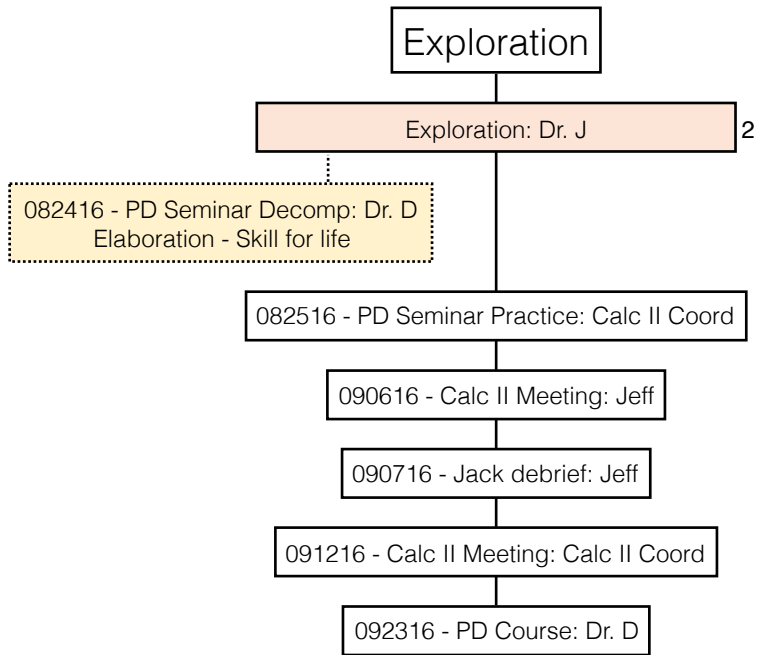 Exploration
Exploration: Dr. J
2
082416 - PD Seminar Decomp: Dr. D
Elaboration - Skill for life
082516 - PD Seminar Practice: Calc II Coord
090616 - Calc II Meeting: Jeff
090716 - Jack debrief: Jeff
091216 - Calc II Meeting: Calc II Coord
092316 - PD Course: Dr. D